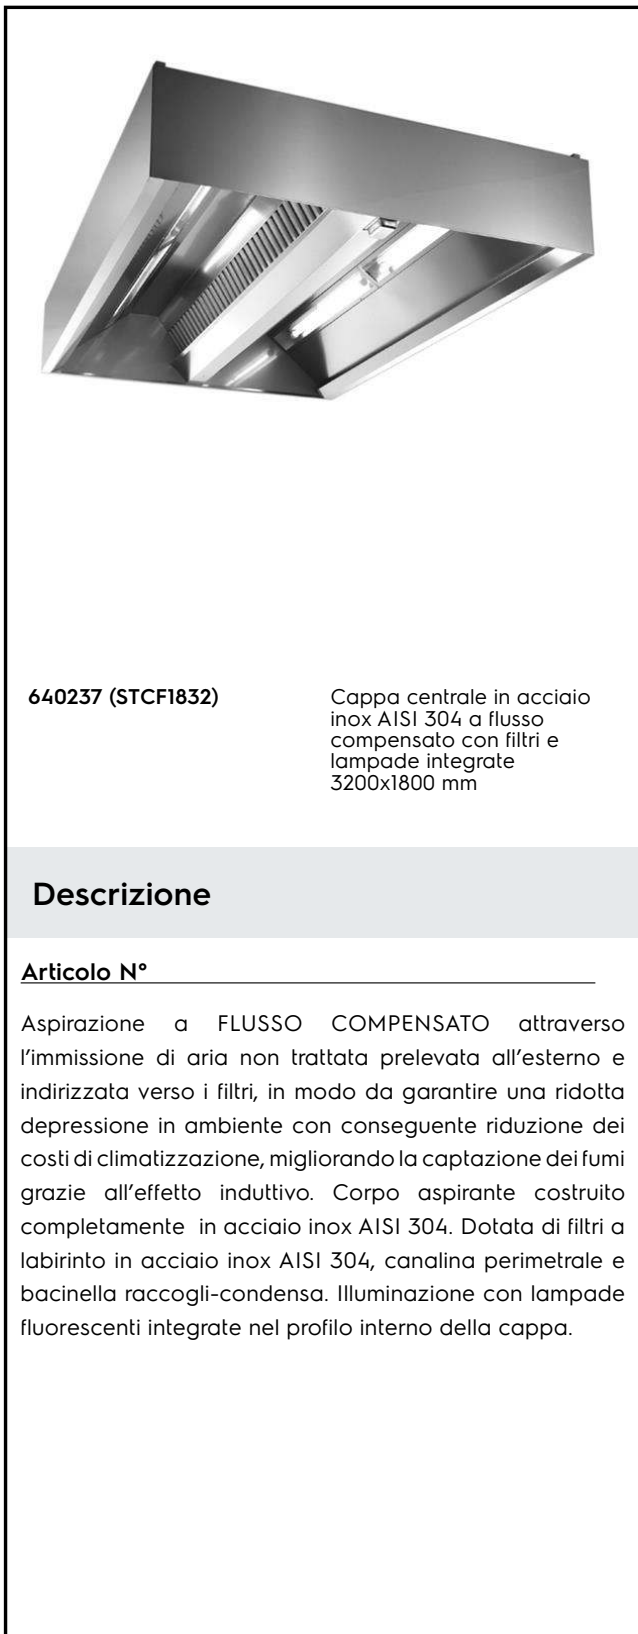 640237 (STCF1832)
Cappa centrale in acciaio
inox AISI 304 a flusso
compensato con filtri e
lampade integrate
3200x1800 mm
Descrizione
Articolo N°
Aspirazione a FLUSSO COMPENSATO attraverso
l'immissione di aria non trattata prelevata all'esterno e
indirizzata verso i filtri, in modo da garantire una ridotta
depressione in ambiente con conseguente riduzione dei
costi di climatizzazione, migliorando la captazione dei fumi
grazie all'effetto induttivo. Corpo aspirante costruito
completamente in acciaio inox AISI 304. Dotata di filtri a
labirinto in acciaio inox AISI 304, canalina perimetrale e
bacinella raccogli-condensa. Illuminazione con lampade
fluorescenti integrate nel profilo interno della cappa.